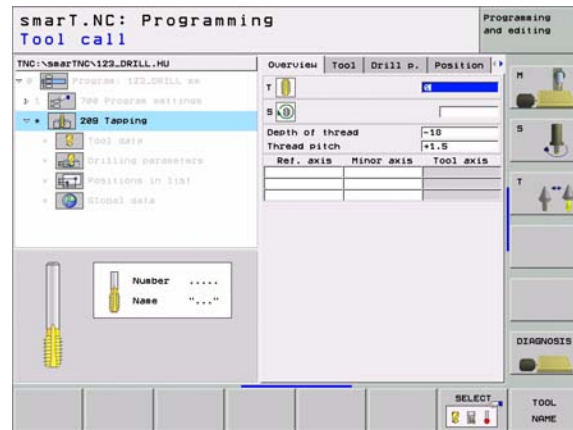 smarT.NC: Programming
Tool call
Programming
and editing
TNC:\smarTNC\123_DRILL.HU
0 Program: 123_DRILL mm
1 700 Program settings
209 Tapping
Tool data
Drilling parameters
Positions in list
Global data
Overview Tool Drill p. Position
T
S
Depth of thread -18
Thread pitch +1.5
Ref. axis Minor axis Tool axis
Number .....
Name "..."
M
S
T
DIAGNOSIS
SELECT
TOOL
NAME